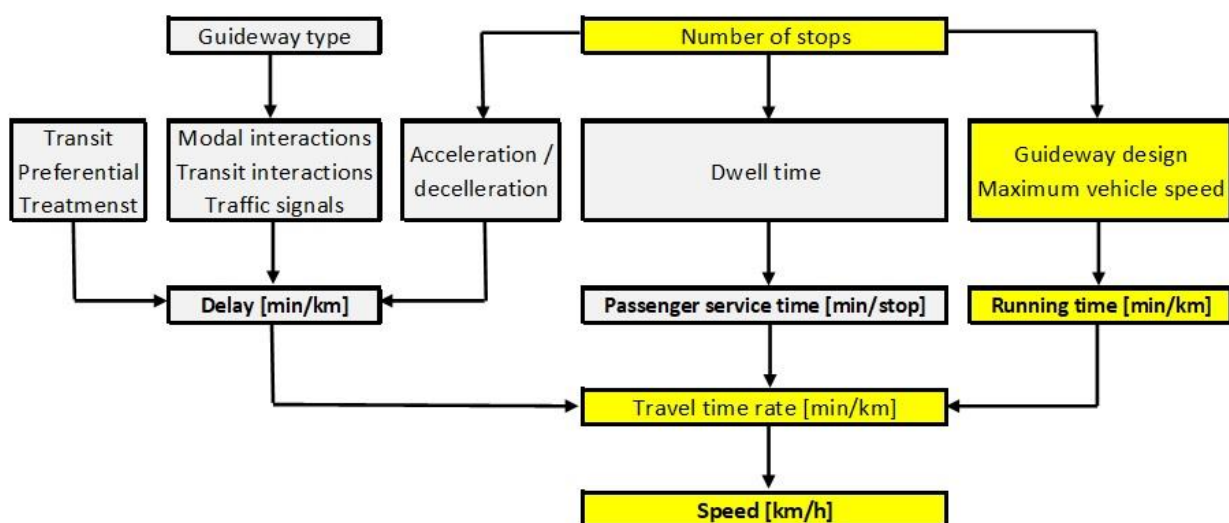 Guideway type
Number of stops
Transit
Preferential
Treatmenst
Modal interactions
Transit interactions
Traffic signals
Acceleration /
decelleration
Dwell time
Guideway design
Maximum vehicle speed
Delay [min/km]
Passenger service time [min/stop]
Running time [min/km]
Travel time rate [min/km]
Speed [km/h]